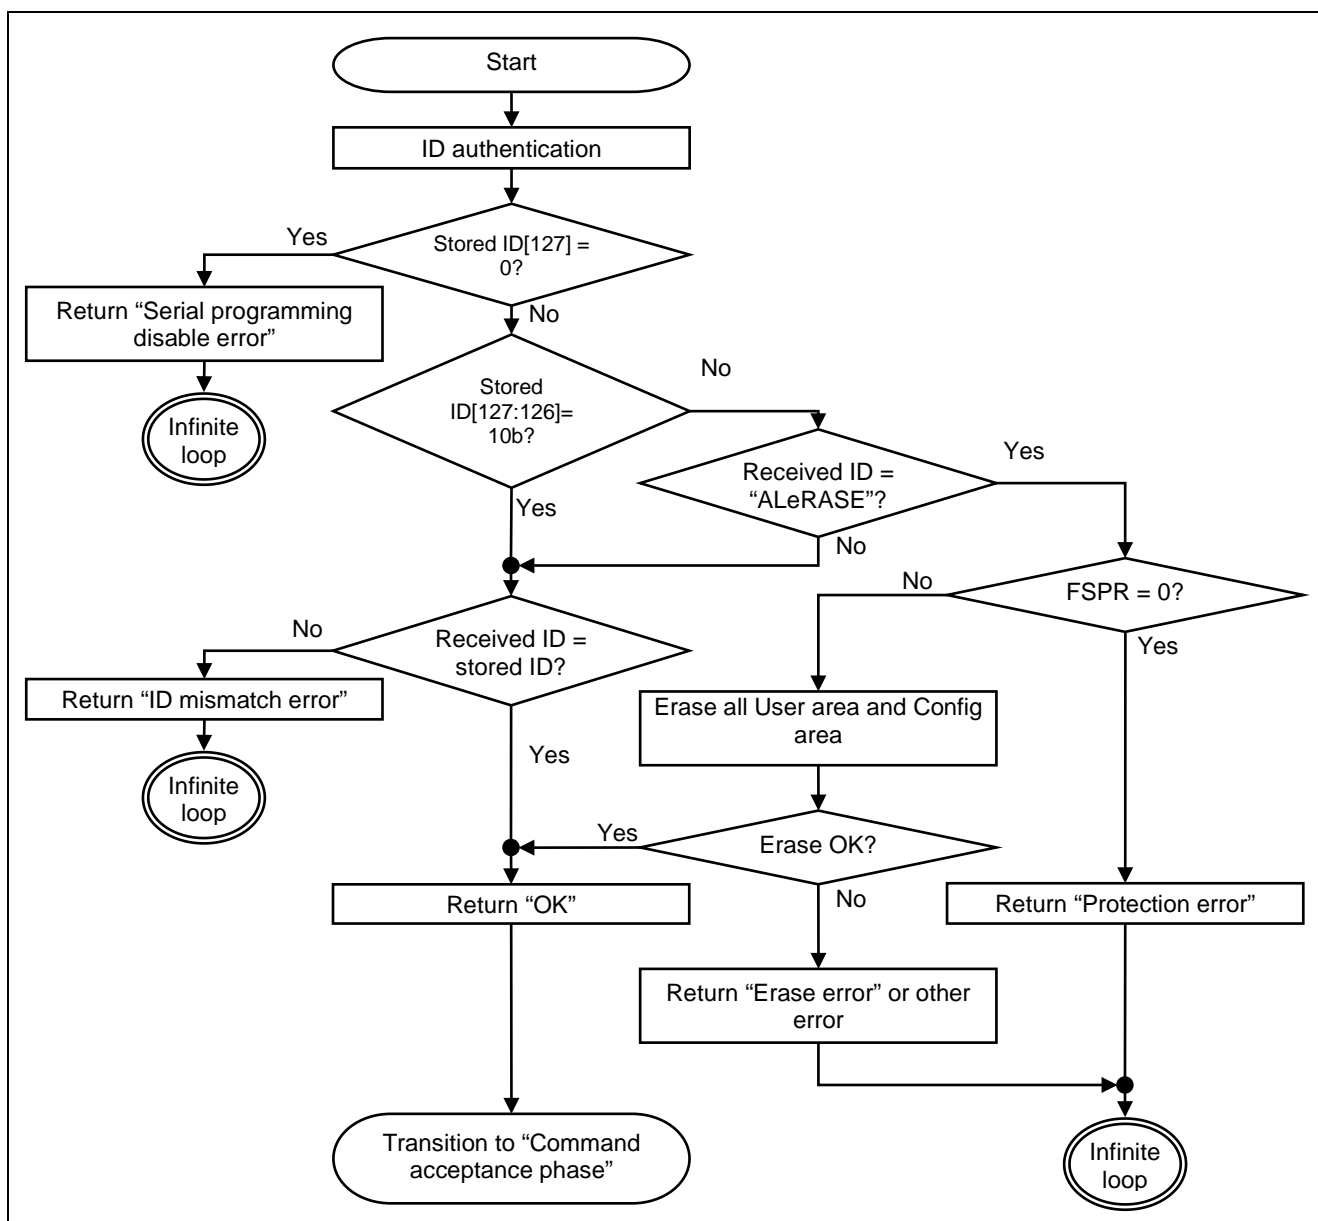 Start
ID authentication
Yes
Stored ID[127] =
0?
Return “Serial programming
disable error”
No
Infinite
loop
Stored
ID[127:126]=
10b?
No
Yes
Received ID =
“ALeRASE”?
Yes
No
No
FSPR = 0?
Yes
No
Received ID =
stored ID?
Return “ID mismatch error”
Yes
Infinite
loop
Erase all User area and Config
area
Yes
Erase OK?
No
Return “OK”
Return “Protection error”
Return “Erase error” or other
error
Transition to “Command
acceptance phase”
Infinite
loop